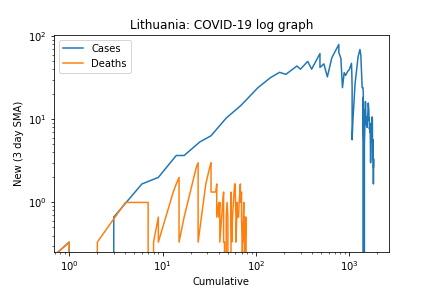 Lithuania: COVID-19 log graph
Cases
Deaths
New (3 day SMA)
10²
10¹
10⁰
10⁰ 10¹ 10² 10³
Cumulative